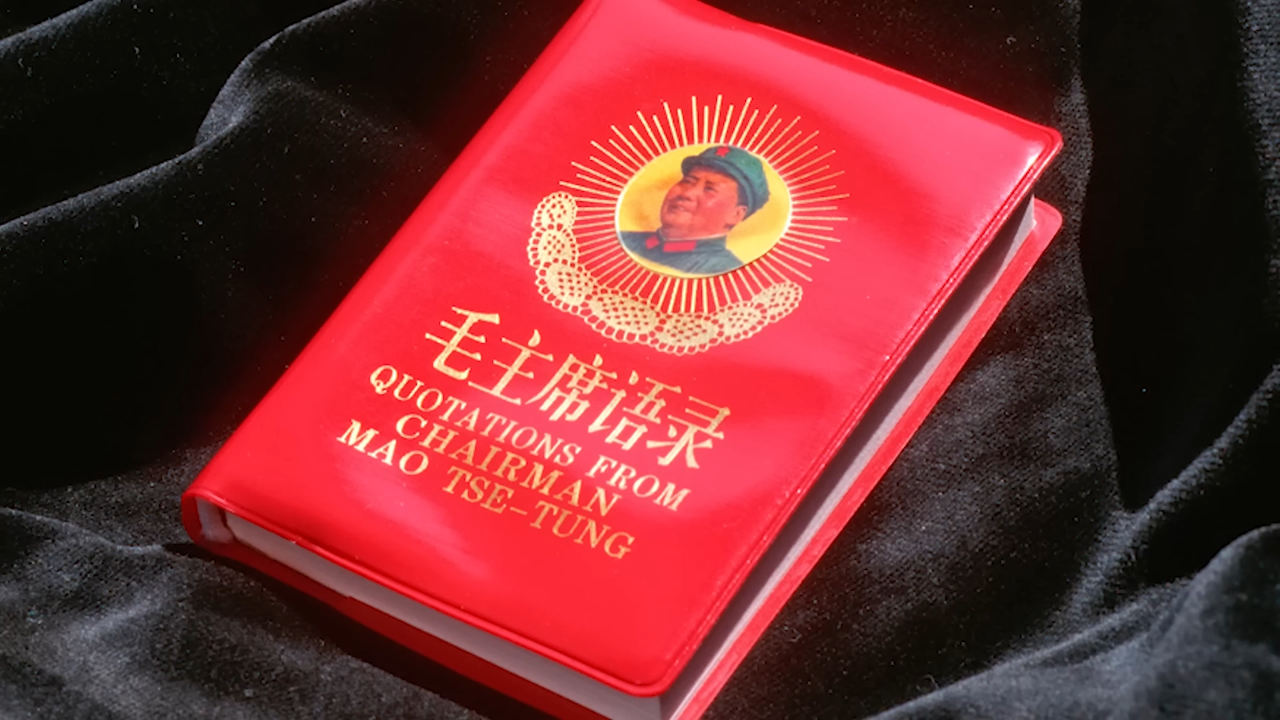 毛主席语录
QUOTATIONS FROM
CHAIRMAN
MAO TSE-TUNG